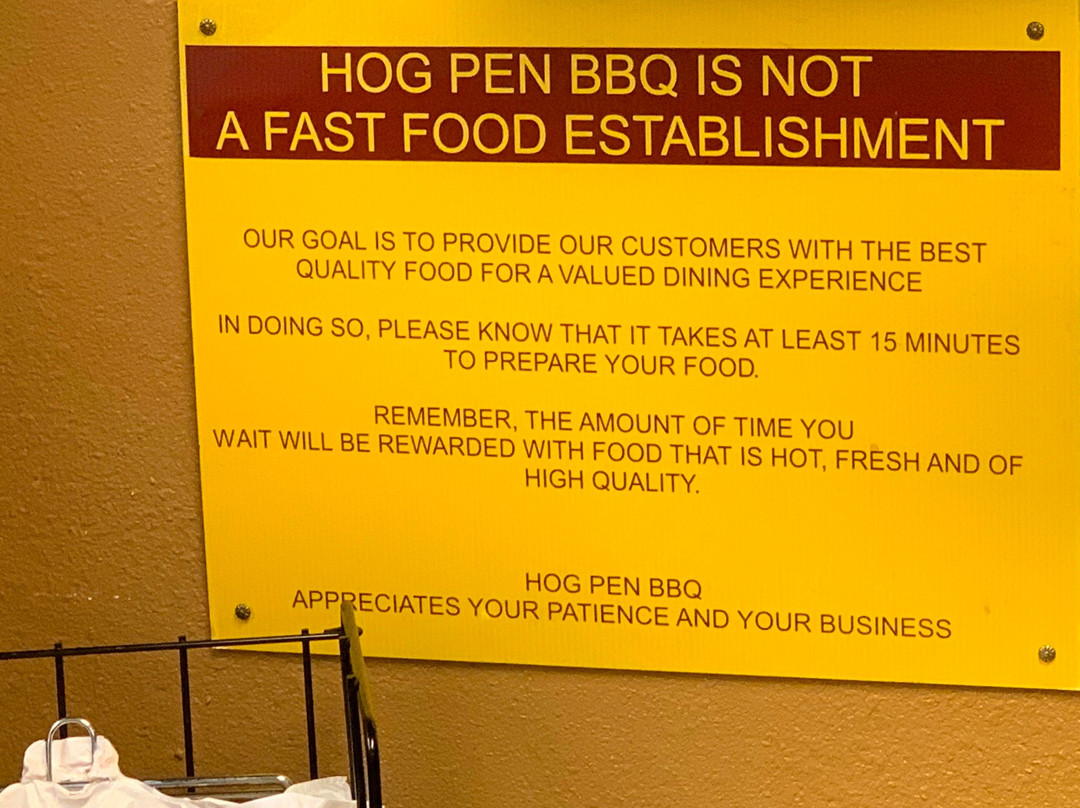 HOG PEN BBQ IS NOT
A FAST FOOD ESTABLISHMENT
OUR GOAL IS TO PROVIDE OUR CUSTOMERS WITH THE BEST
QUALITY FOOD FOR A VALUED DINING EXPERIENCE
IN DOING SO, PLEASE KNOW THAT IT TAKES AT LEAST 15 MINUTES
TO PREPARE YOUR FOOD.
REMEMBER, THE AMOUNT OF TIME YOU
WAIT WILL BE REWARDED WITH FOOD THAT IS HOT, FRESH AND OF
HIGH QUALITY.
HOG PEN BBQ
APPRECIATES YOUR PATIENCE AND YOUR BUSINESS